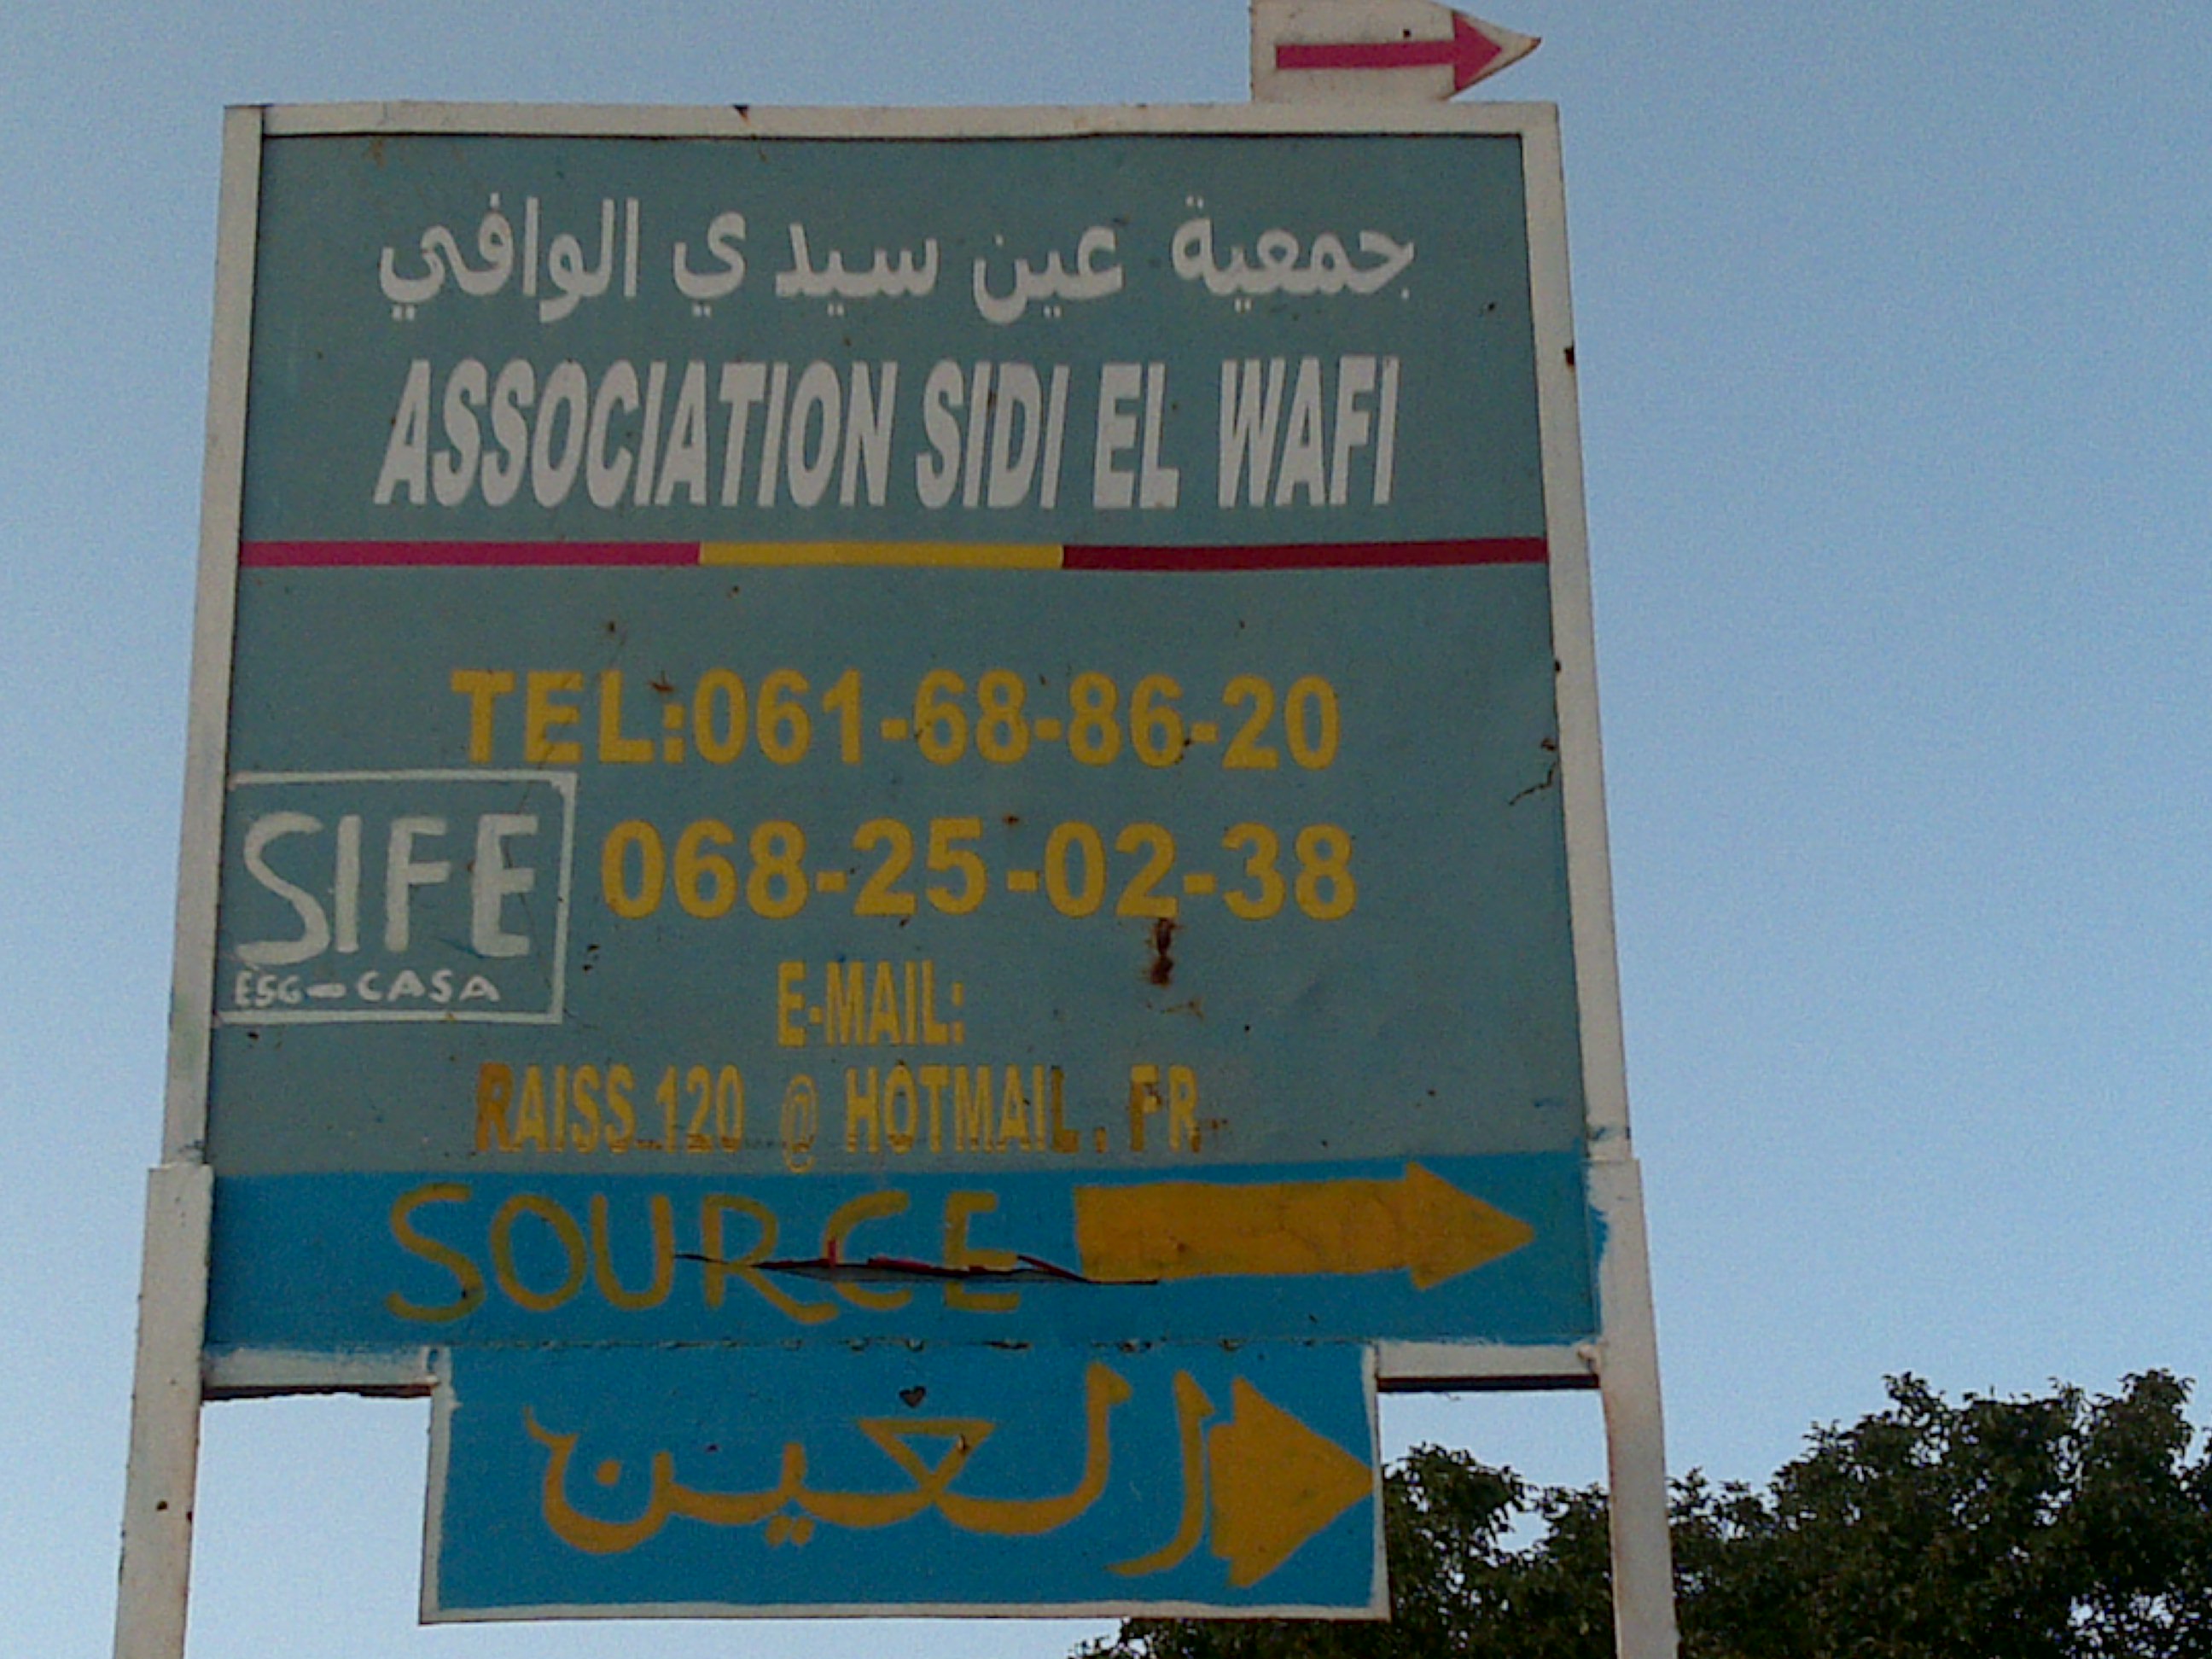 جمعية عين سيدي الوافي
ASSOCIATION SIDI EL WAFI
TEL:061-68-86-20
068-25-02-38
SIFE
ESG-CASA
E-MAIL:
RAISS.120 @ HOTMAIL.FR
SOURCE
العين